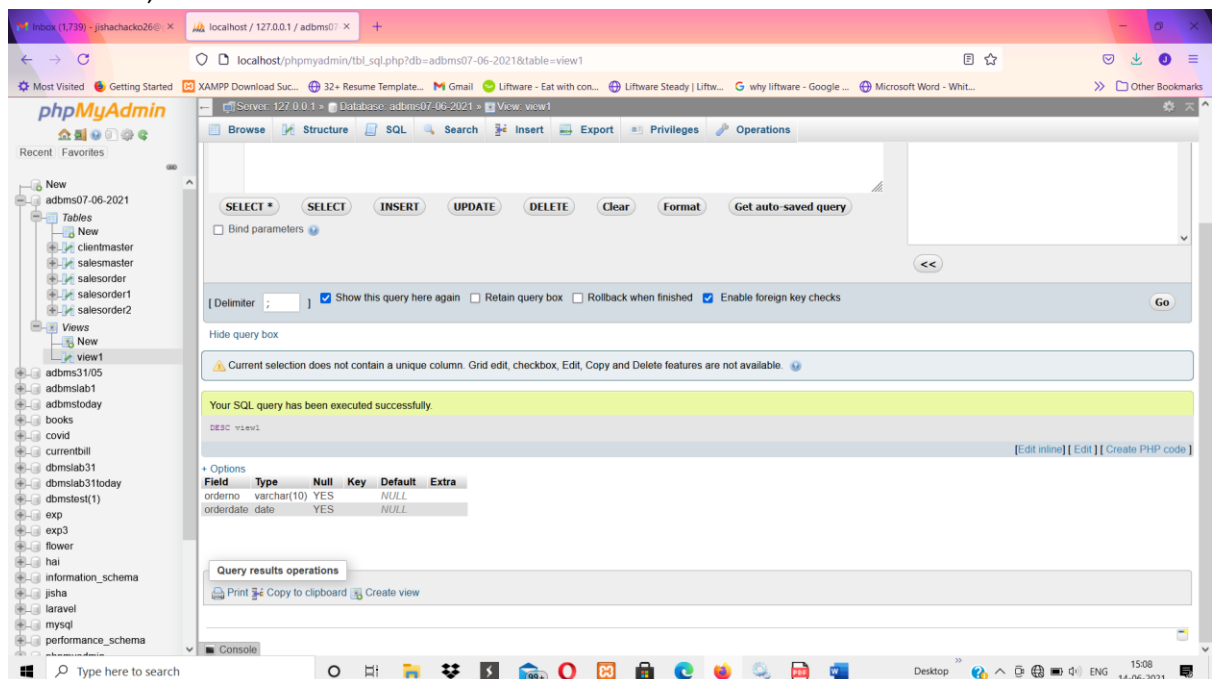 Inbox (1,739) - jishachacko26@
localhost / 127.0.0.1 / adbms07
localhost/phpmyadmin/tbl_sql.php?db=adbms07-06-2021&table=view1
Most Visited Getting Started XAMPP Download Suc... 32+ Resume Template... Gmail Liftware - Eat with con... Liftware Steady | Liftw... why liftware - Google ... Microsoft Word - Whit... Other Bookmarks
phpMyAdmin
Recent Favorites
New
adbms07-06-2021
Tables
New
clientmaster
salesmaster
salesorder
salesorder1
salesorder2
Views
New
view1
adbms31/05
adbmslab1
adbmstoday
books
covid
currentbill
dbmslab31
dbmslab31today
dbmstest(1)
exp
exp3
flower
hai
information_schema
jisha
laravel
mysql
performance_schema
phpmyadmin
Server: 127.0.0.1 » Database: adbms07-06-2021 » View: view1
Browse Structure SQL Search Insert Export Privileges Operations
SELECT * SELECT INSERT UPDATE DELETE Clear Format Get auto-saved query
Bind parameters
<<
[ Delimiter ; ] Show this query here again Retain query box Rollback when finished Enable foreign key checks Go
Hide query box
Current selection does not contain a unique column. Grid edit, checkbox, Edit, Copy and Delete features are not available.
Your SQL query has been executed successfully.
DESC view1
[Edit inline] [ Edit ] [ Create PHP code ]
+ Options
Field Type Null Key Default Extra
orderno varchar(10) YES NULL
orderdate date YES NULL
Query results operations
Print Copy to clipboard Create view
Console
Type here to search
99+
Desktop » ENG 15:08
14-06-2021